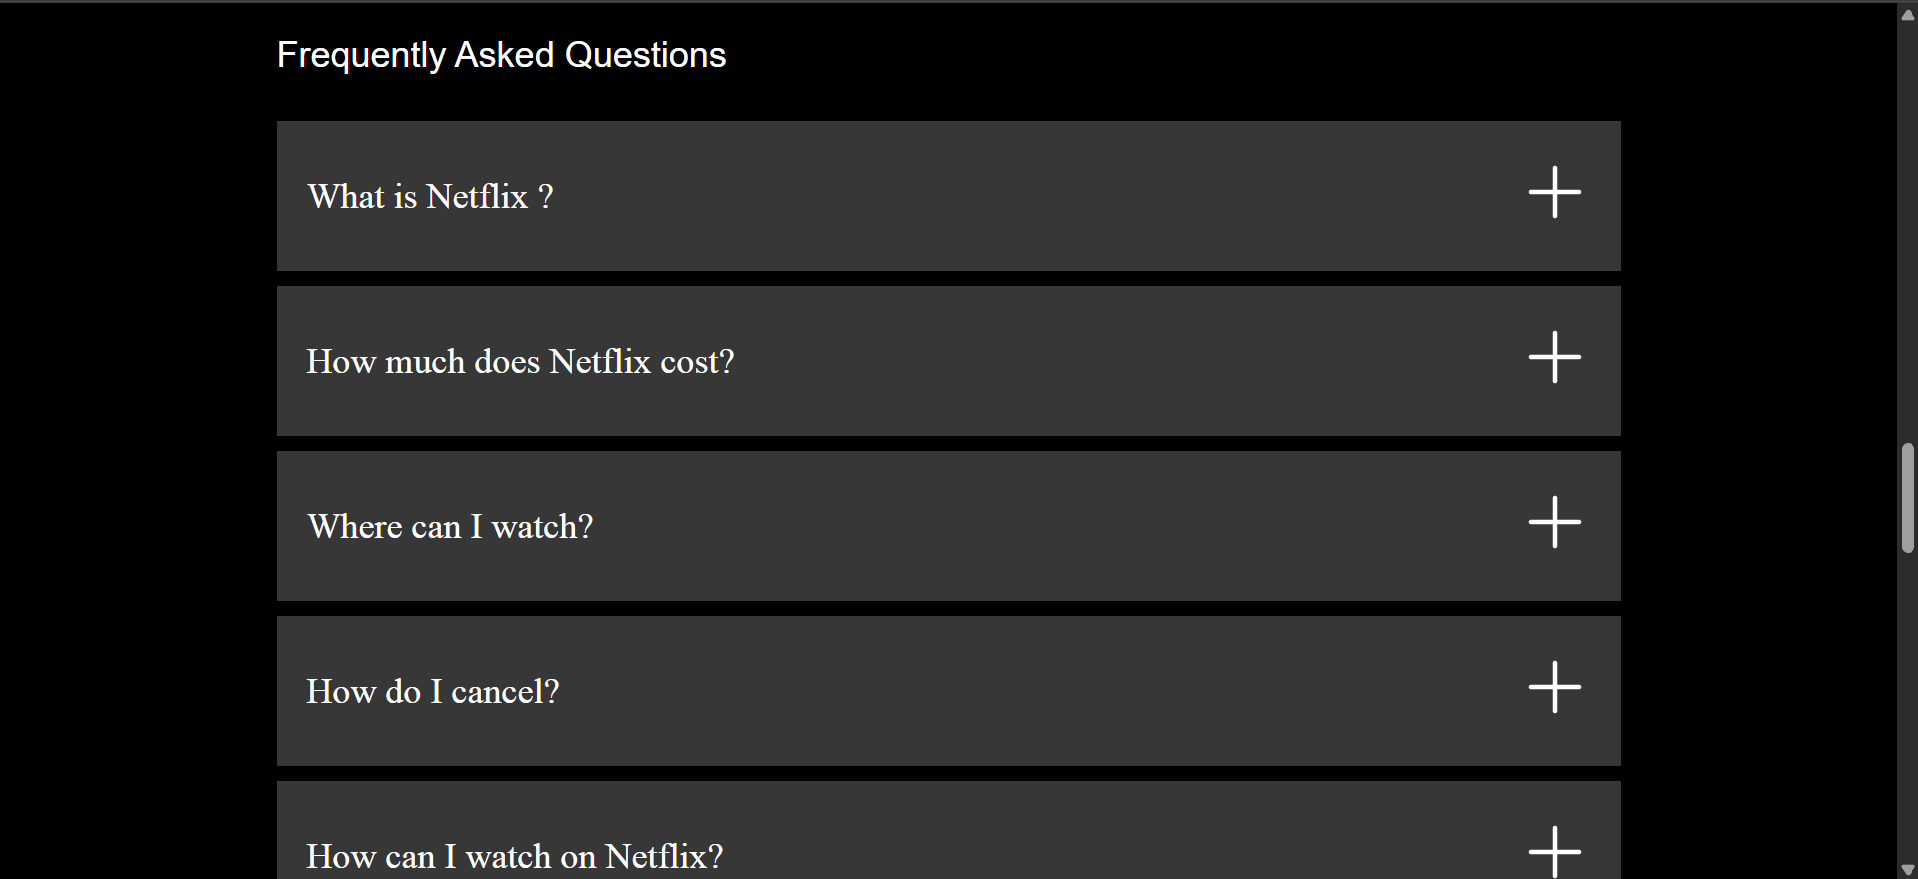 Frequently Asked Questions
What is Netflix ?
How much does Netflix cost?
Where can I watch?
How do I cancel?
How can I watch on Netflix?